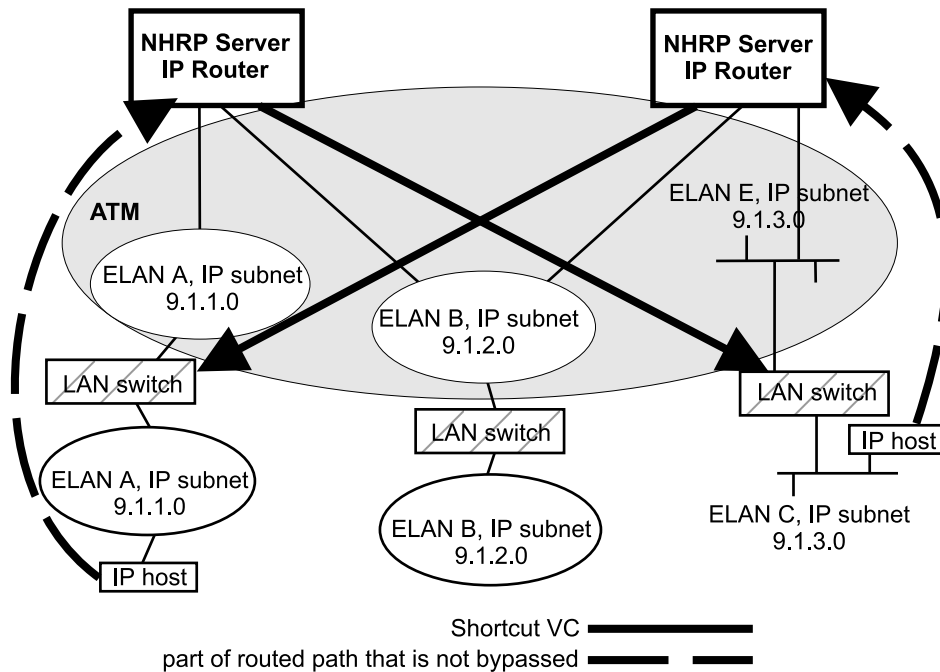 NHRP Server
IP Router
NHRP Server
IP Router
ATM
ELAN E, IP subnet
9.1.3.0
ELAN A, IP subnet
9.1.1.0
ELAN B, IP subnet
9.1.2.0
LAN switch
LAN switch
LAN switch
IP host
ELAN A, IP subnet
9.1.1.0
ELAN B, IP subnet
9.1.2.0
ELAN C, IP subnet
9.1.3.0
IP host
Shortcut VC
part of routed path that is not bypassed